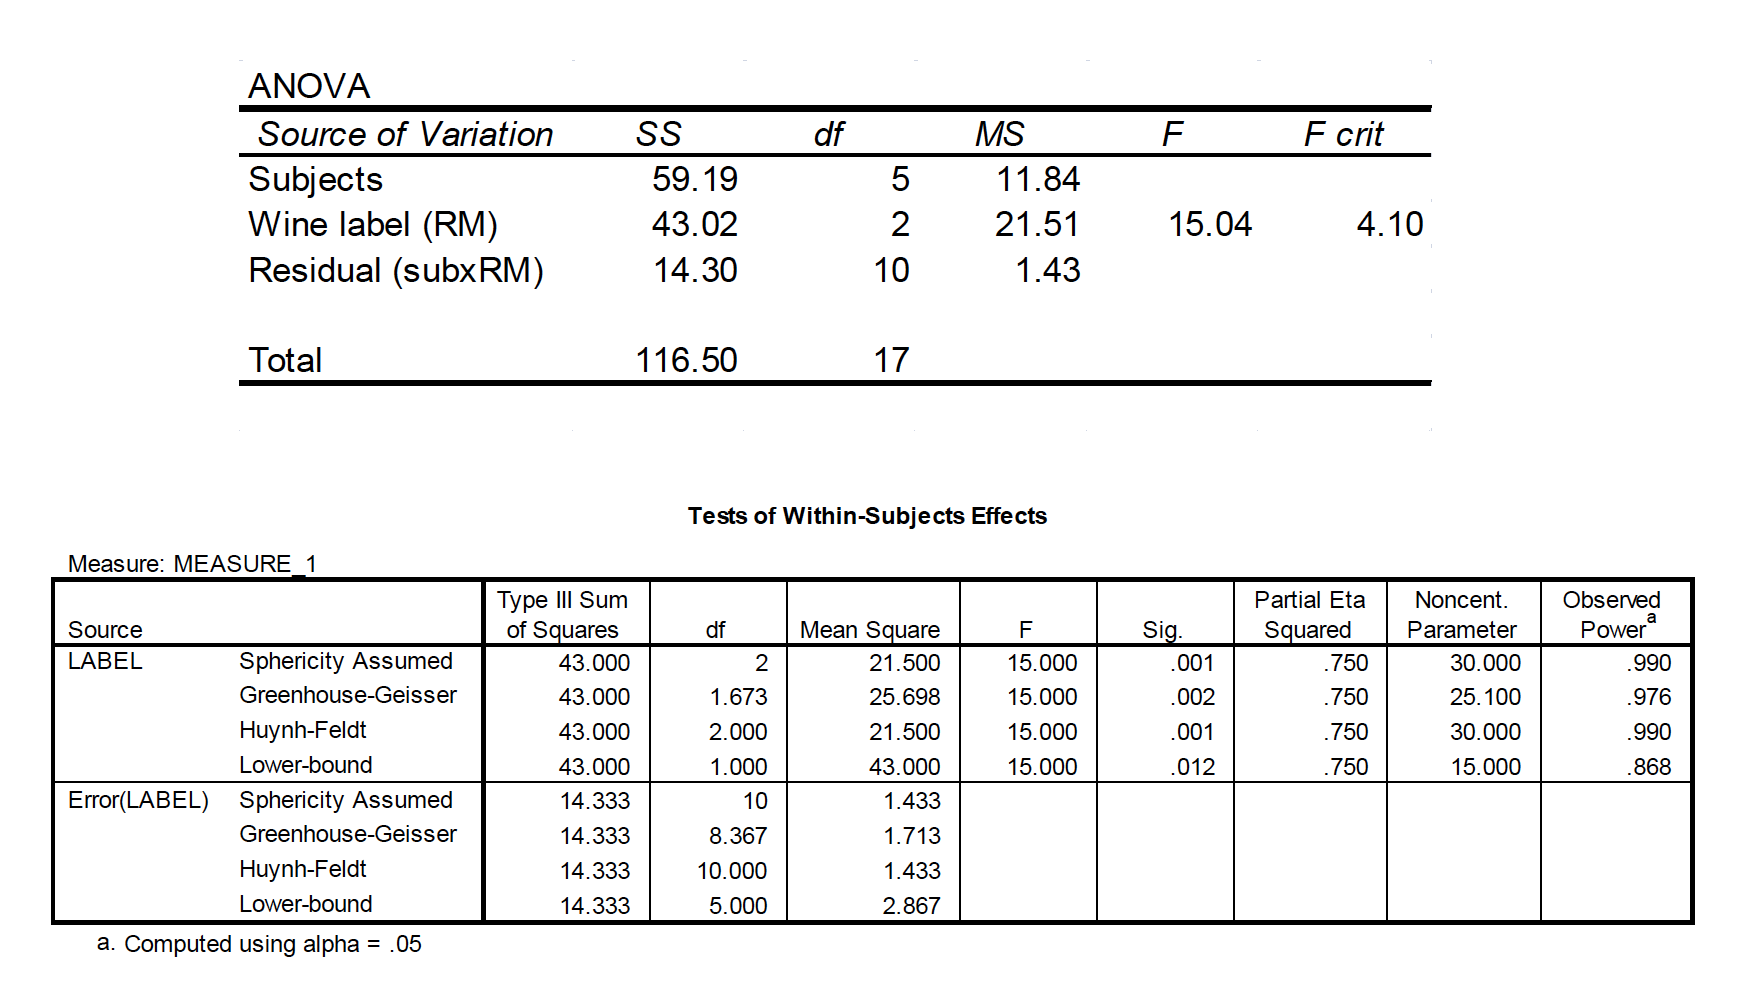 ANOVA
Source of Variation SS df MS F F crit
Subjects 59.19 5 11.84
Wine label (RM) 43.02 2 21.51 15.04 4.10
Residual (subxRM) 14.30 10 1.43
Total 116.50 17
Tests of Within-Subjects Effects
Measure: MEASURE_1
Source Type III Sum of Squares df Mean Square F Sig. Partial Eta Squared Noncent. Parameter Observed Power a
LABEL Sphericity Assumed 43.000 2 21.500 15.000 .001 .750 30.000 .990
Greenhouse-Geisser 43.000 1.673 25.698 15.000 .002 .750 25.100 .976
Huynh-Feldt 43.000 2.000 21.500 15.000 .001 .750 30.000 .990
Lower-bound 43.000 1.000 43.000 15.000 .012 .750 15.000 .868
Error(LABEL) Sphericity Assumed 14.333 10 1.433
Greenhouse-Geisser 14.333 8.367 1.713
Huynh-Feldt 14.333 10.000 1.433
Lower-bound 14.333 5.000 2.867
a. Computed using alpha = .05